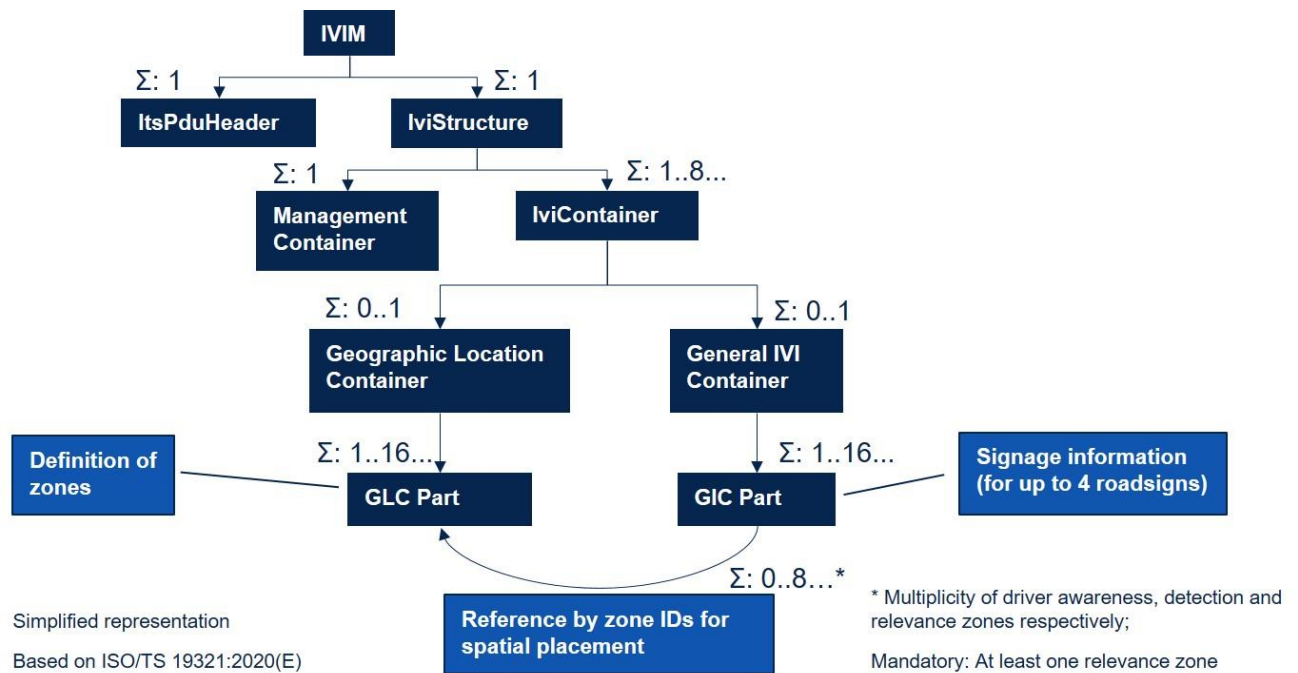 IVIM
Σ: 1
Σ: 1
ItsPduHeader
IviStructure
Σ: 1
Σ: 1..8...
Management
Container
IviContainer
Σ: 0..1
Σ: 0..1
Geographic Location
Container
General IVI
Container
Definition of
zones
Σ: 1..16...
Σ: 1..16...
Signage information
(for up to 4 roadsigns)
GLC Part
GIC Part
Σ: 0..8...*
Reference by zone IDs for
spatial placement
Simplified representation
Based on ISO/TS 19321:2020(E)
* Multiplicity of driver awareness, detection and
relevance zones respectively;
Mandatory: At least one relevance zone